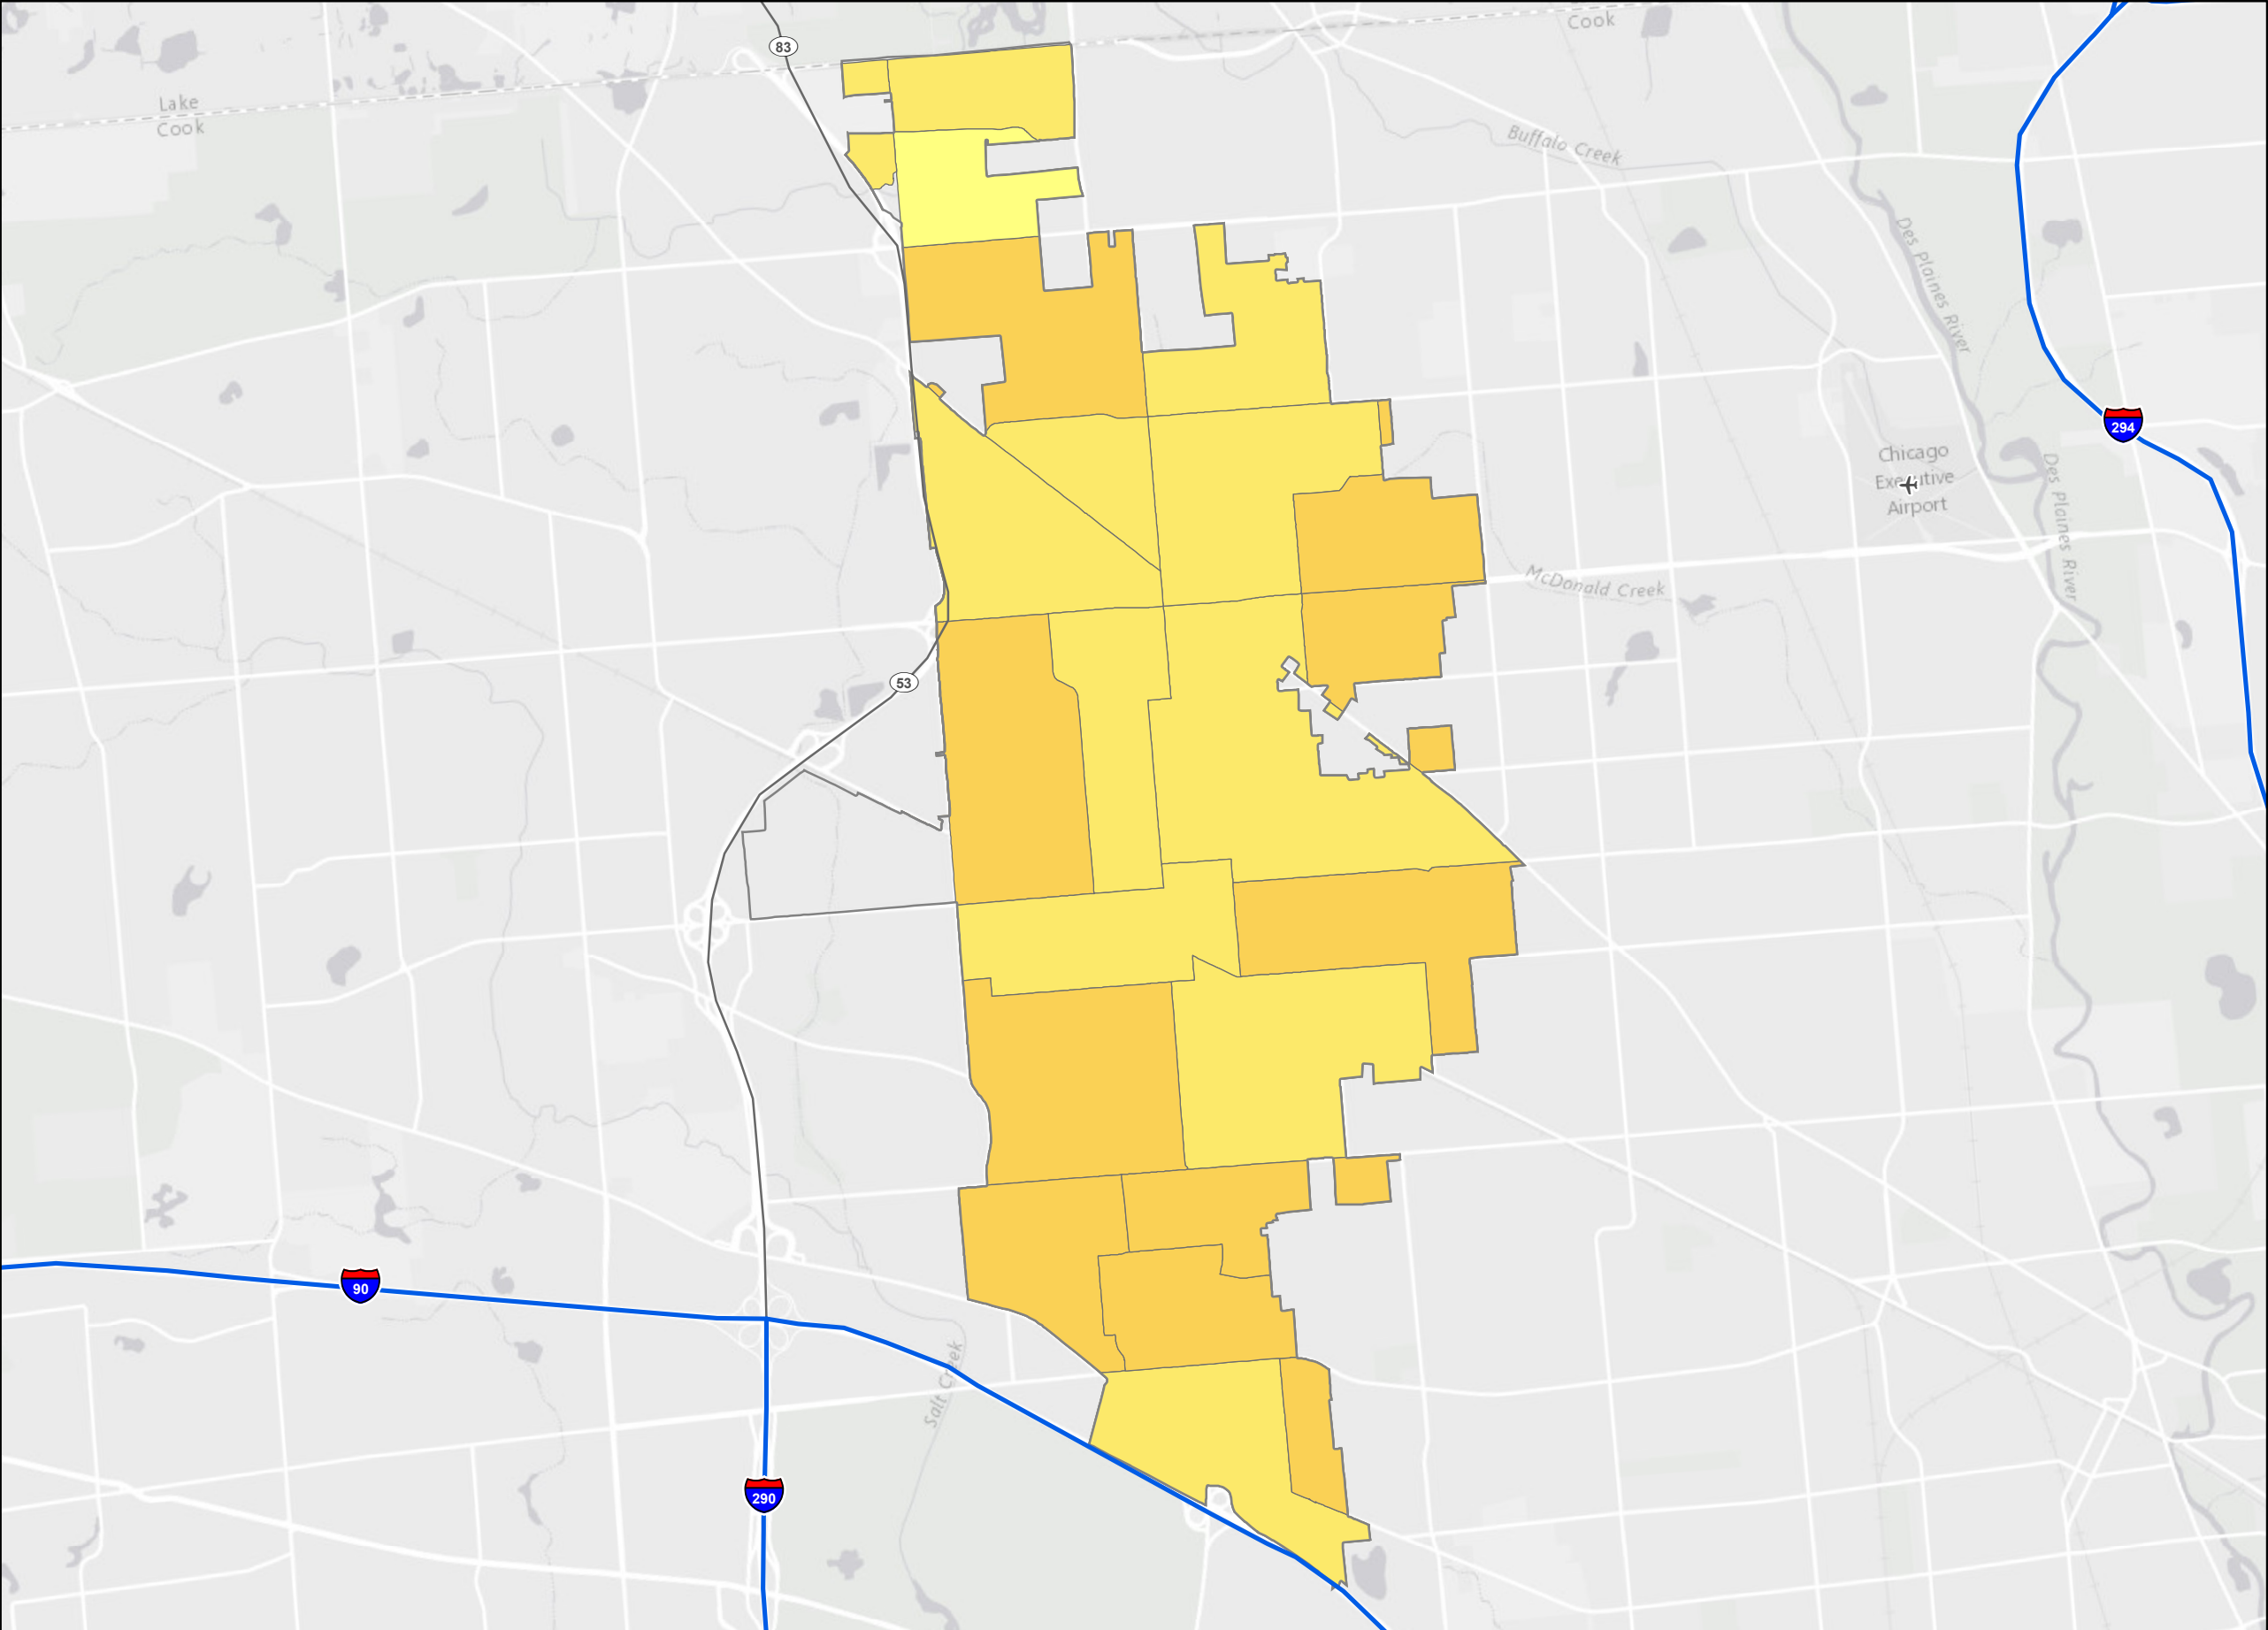 Cook
83
Lake
Cook
Buffalo Creek
Des Plaines River
294
Chicago
Executive
Airport
Des Plaines River
McDonald Creek
53
90
Salt Creek
290